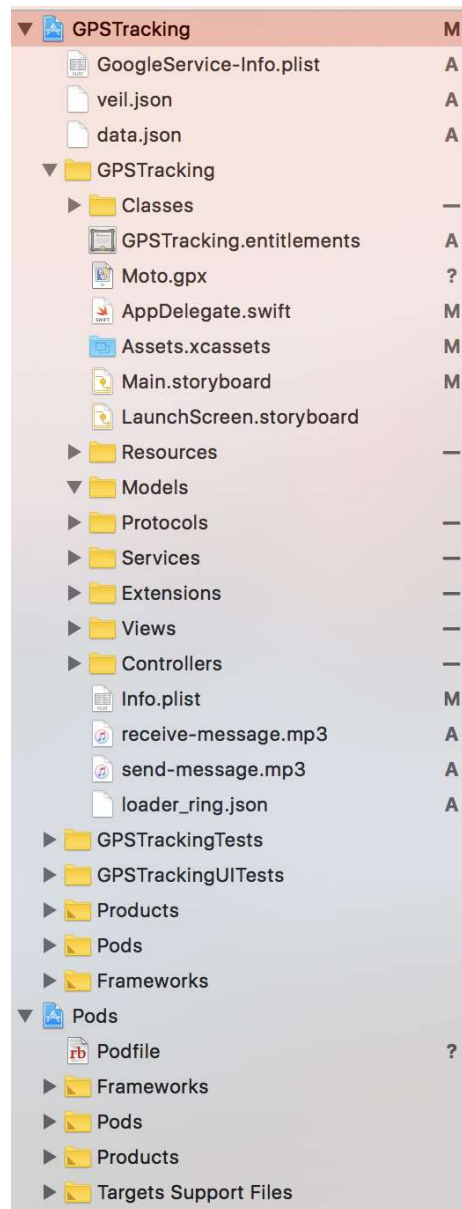 GPSTracking M
GoogleService-Info.plist A
veil.json A
data.json A
GPSTracking
Classes —
GPSTracking.entitlements A
Moto.gpx ?
AppDelegate.swift M
Assets.xcassets M
Main.storyboard M
LaunchScreen.storyboard
Resources —
Models
Protocols —
Services —
Extensions —
Views —
Controllers —
Info.plist M
receive-message.mp3 A
send-message.mp3 A
loader_ring.json A
GPSTrackingTests
GPSTrackingUITests
Products
Pods
Frameworks
Pods
rb Podfile ?
Frameworks
Pods
Products
Targets Support Files